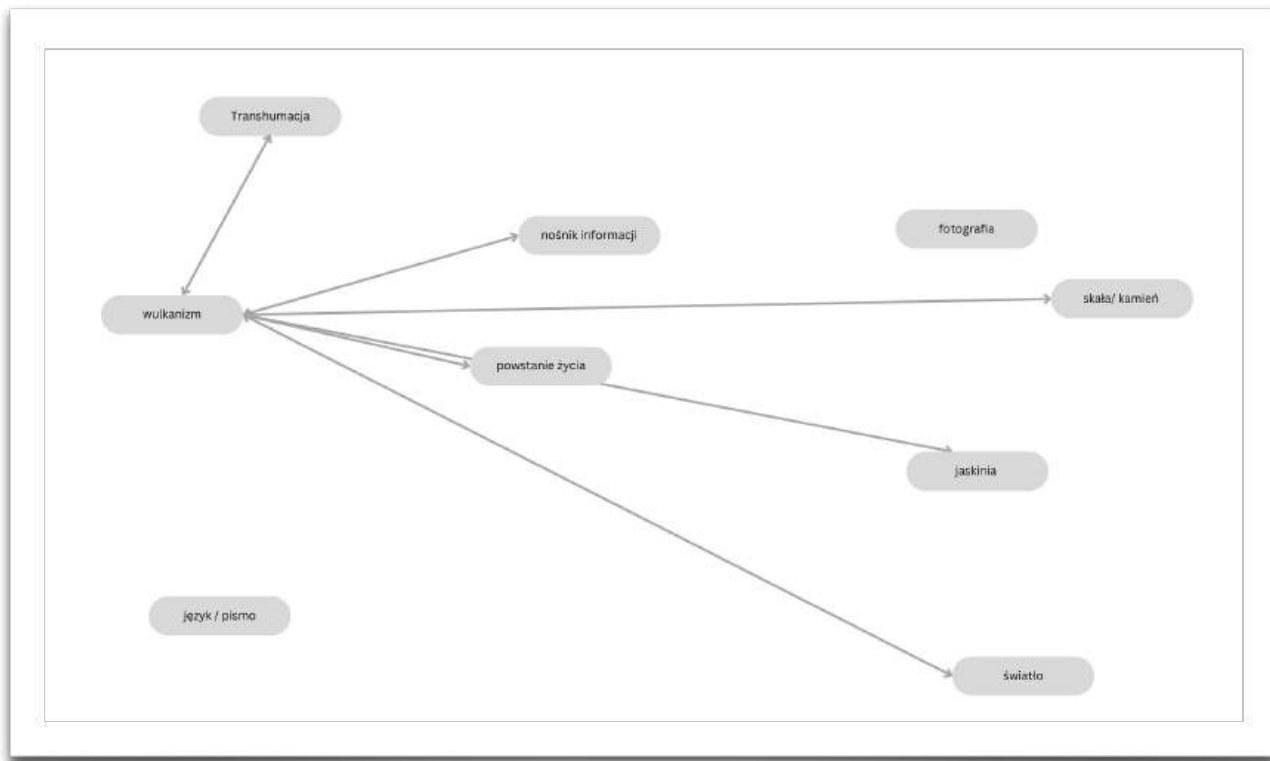 Transhumacja
nośnik informacji
fotografia
skała/ kamień
wulkanizm
powstanie życia
jaskinia
język / pismo
światło